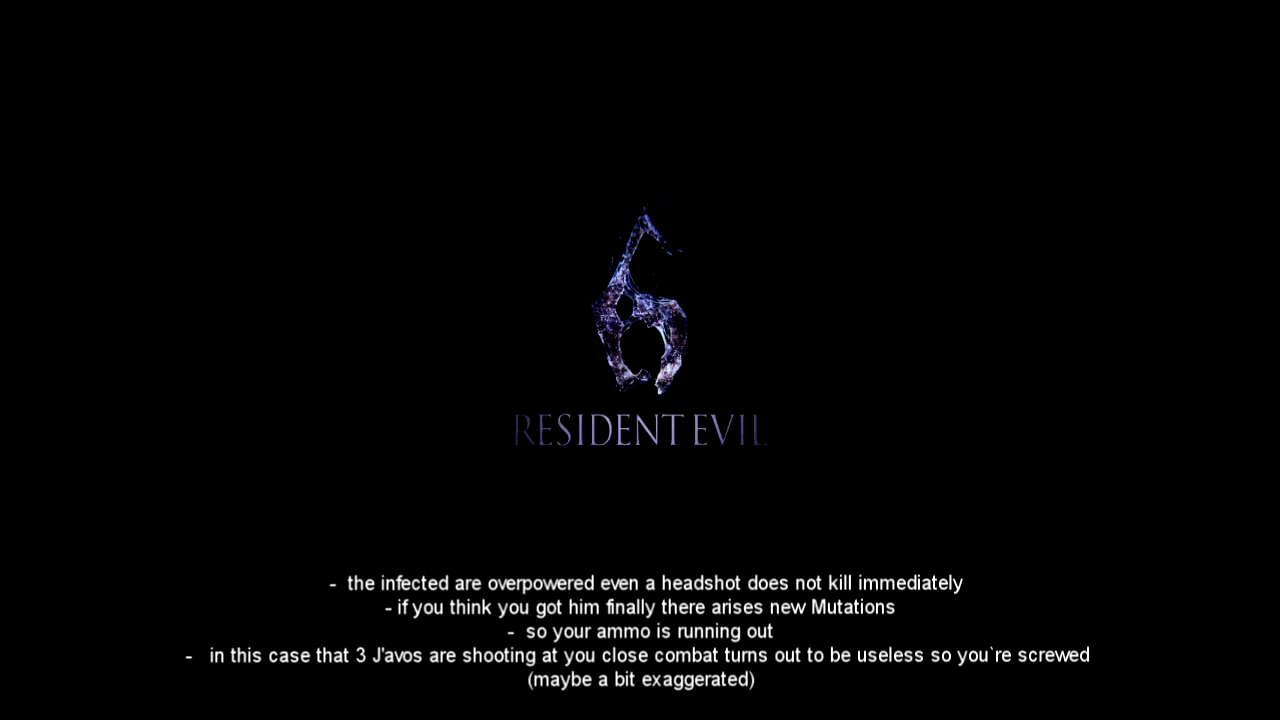 RESIDENT EVIL
-  the infected are overpowered even a headshot does not kill immediately
- if you think you got him finally there arises new Mutations
-  so your ammo is running out
-   in this case that 3 J'avos are shooting at you close combat turns out to be useless so you`re screwed
(maybe a bit exaggerated)